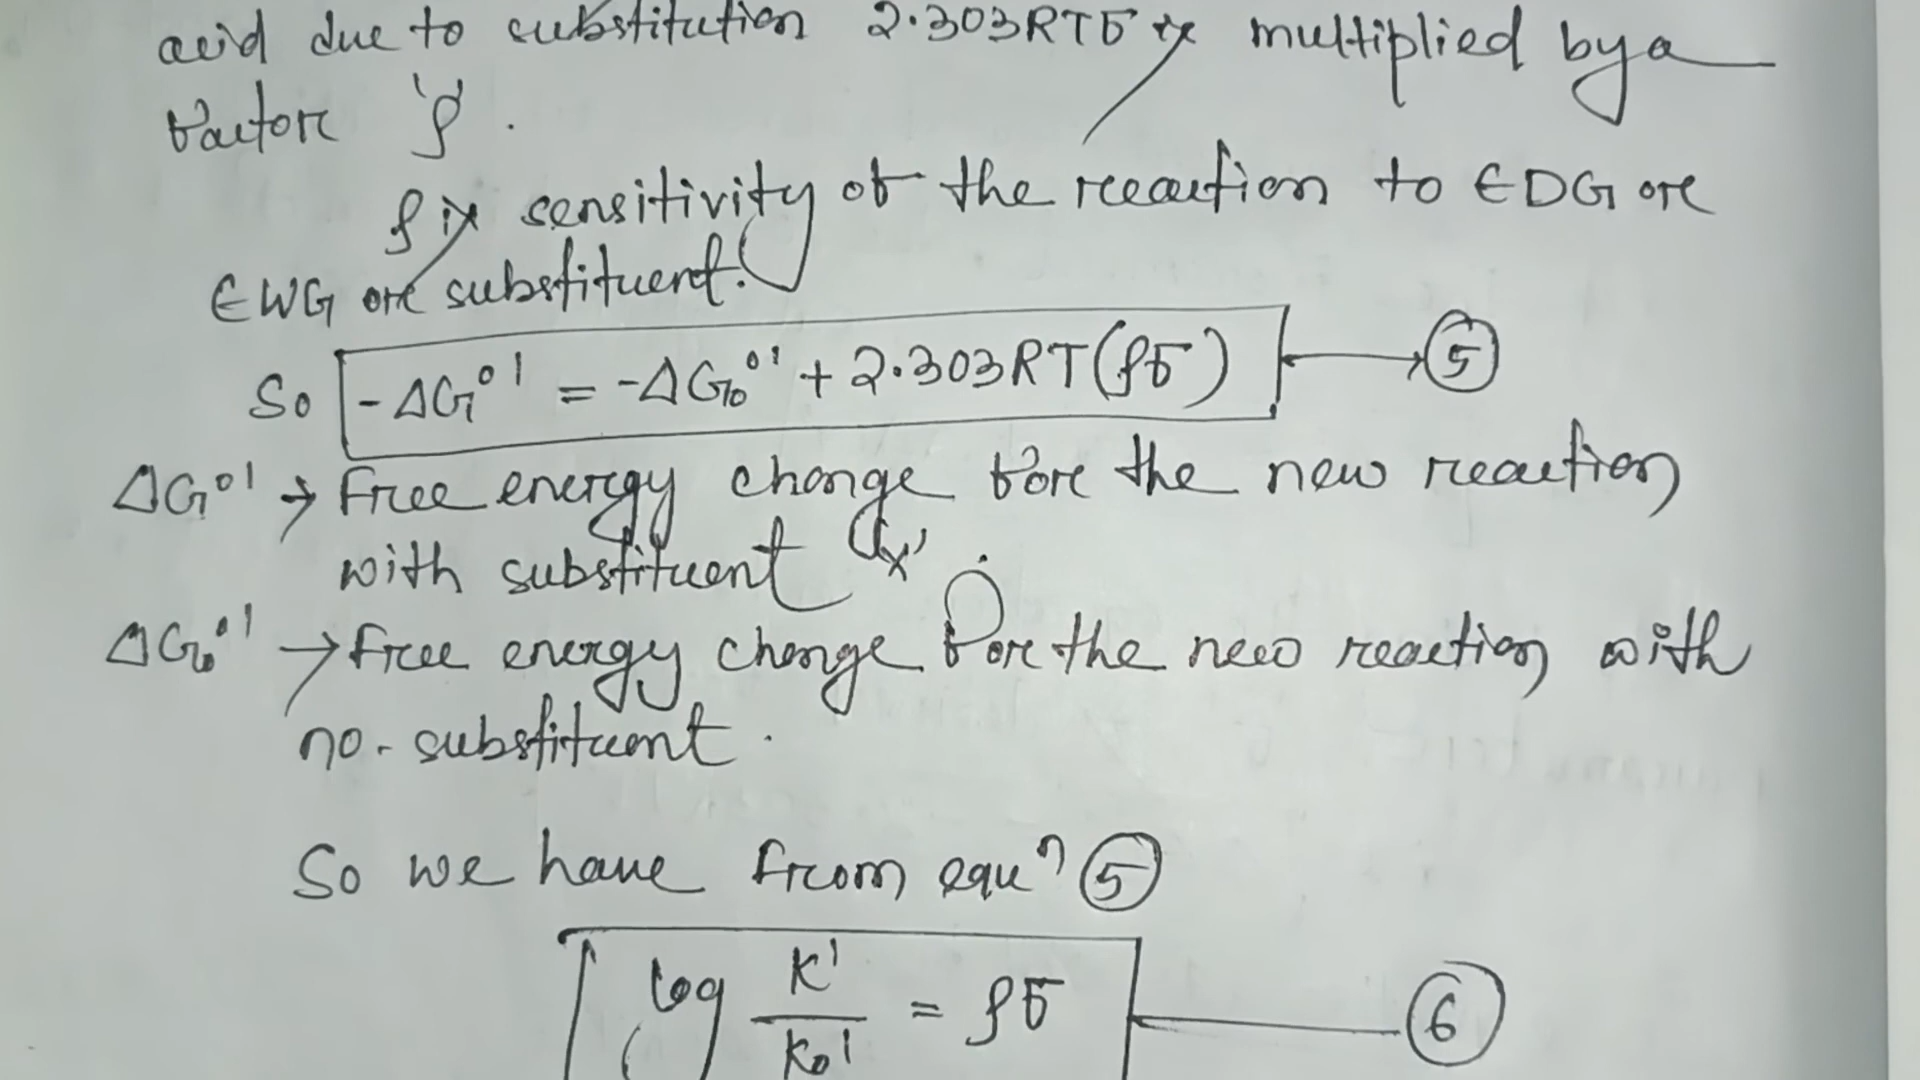 acid due to substitution 2.303RTσ is multiplied by a
factor 'ρ'.
ρ is sensitivity of the reaction to EDG or
EWG or substituent.
So -ΔG°' = -ΔG₀°' + 2.303RT(ρσ) → 5
ΔG°' → Free energy change for the new reaction
with substituent 'x'.
ΔG₀°' → Free energy change for the new reaction with
no-substituent.
So we have from equⁿ 5
log K'/K₀' = ρσ — 6